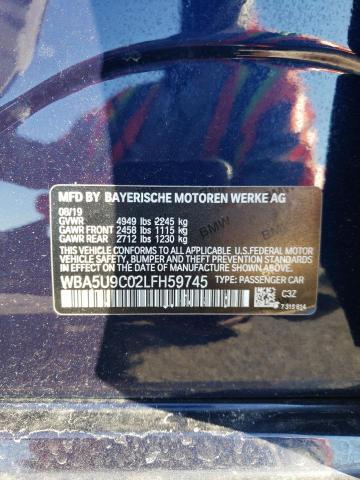 MFD BY BAYERISCHE MOTOREN WERKE AG
08/19
GVWR 4949 lbs 2245 kg
GAWR FRONT 2458 lbs 1115 kg
GAWR REAR 2712 lbs 1230 kg
THIS VEHICLE CONFORMS TO ALL APPLICABLE U.S.FEDERAL MOTOR
VEHICLE SAFETY, BUMPER, AND THEFT PREVENTION STANDARDS IN
EFFECT ON THE DATE OF MANUFACTURE SHOWN ABOVE.
WBA5U9C02LFH59745 TYPE: PASSENGER CAR
C3Z
BMW